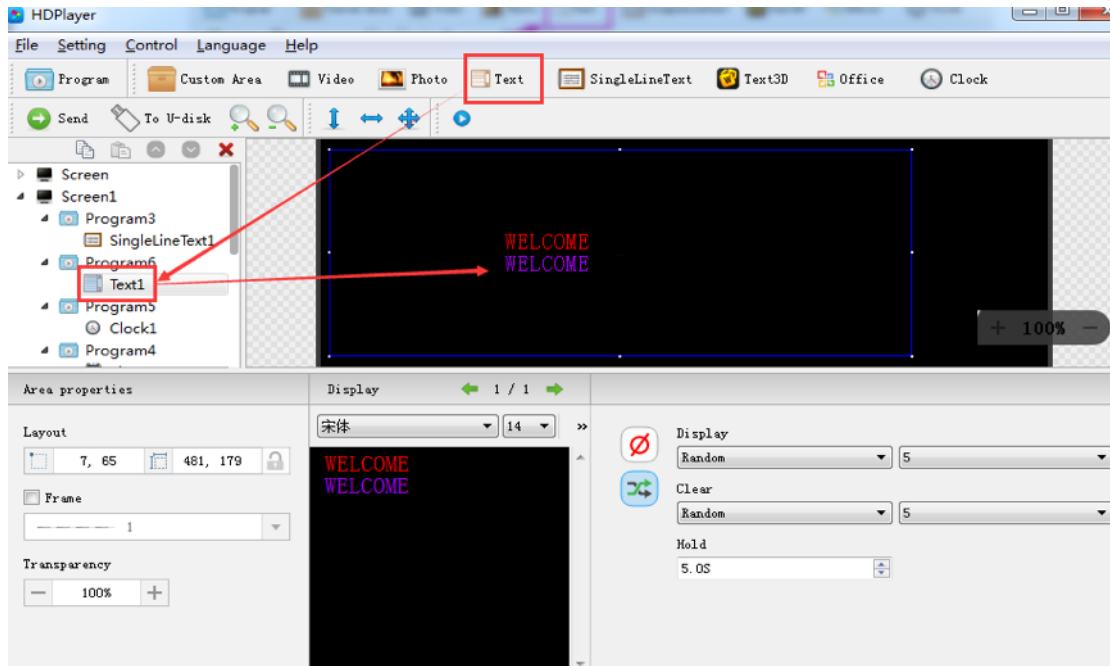 HDPlayer
File Setting Control Language Help
Program Custom Area Video Photo Text SingleLineText Text3D Office Clock
Send To U-disk
Screen
Screen1
Program3
SingleLineText1
Program6
Text1
Program5
Clock1
Program4
WELCOME
WELCOME
+ 100% −
Area properties
Display 1 / 1
Layout
7, 65 481, 179
Frame
1
Transparency
— 100% +
宋体 14 »
WELCOME
WELCOME
Display
Random 5
Clear
Random 5
Hold
5.0S